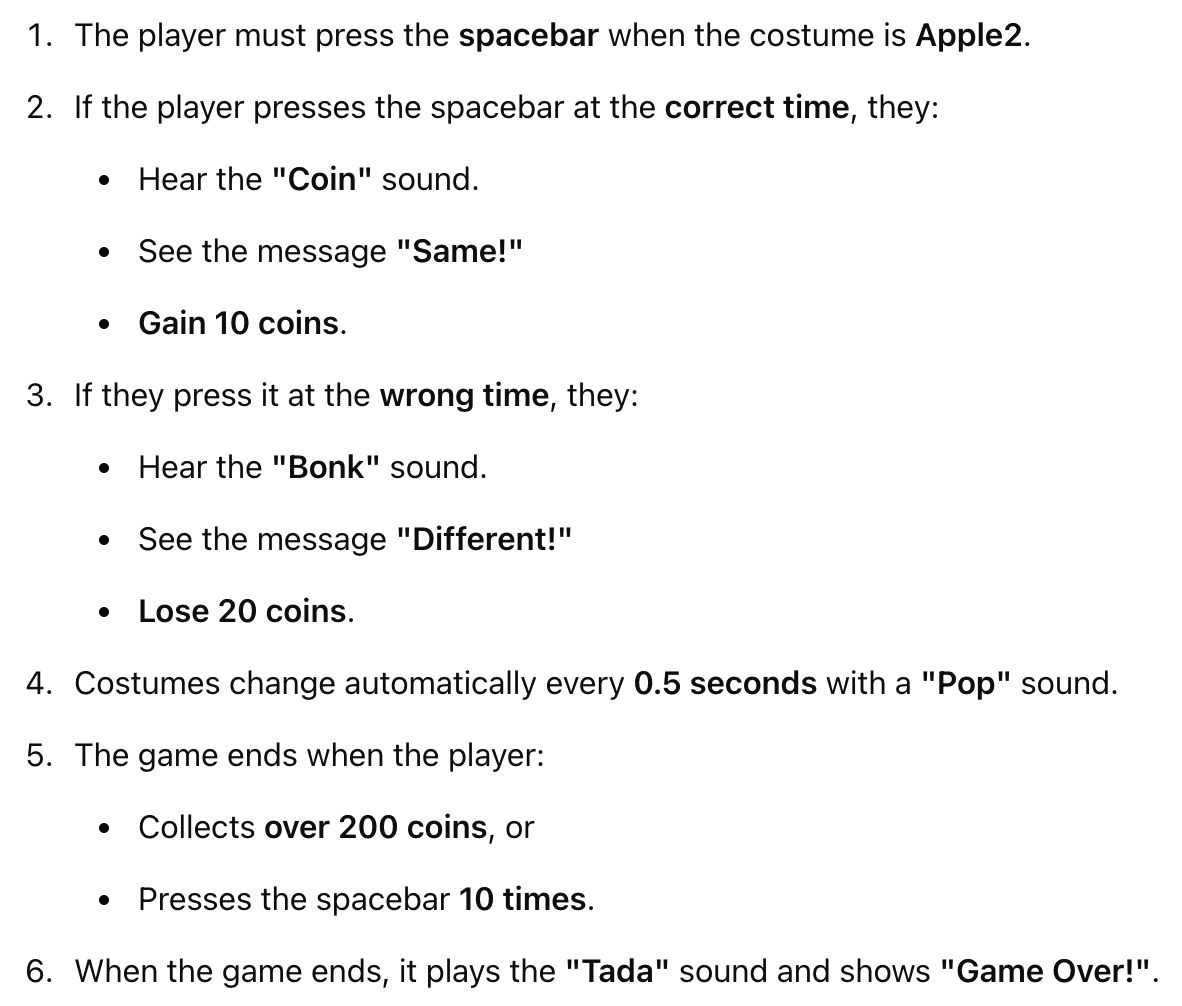 1. The player must press the spacebar when the costume is Apple2.
2. If the player presses the spacebar at the correct time, they:
• Hear the "Coin" sound.
• See the message "Same!"
• Gain 10 coins.
3. If they press it at the wrong time, they:
• Hear the "Bonk" sound.
• See the message "Different!"
• Lose 20 coins.
4. Costumes change automatically every 0.5 seconds with a "Pop" sound.
5. The game ends when the player:
• Collects over 200 coins, or
• Presses the spacebar 10 times.
6. When the game ends, it plays the "Tada" sound and shows "Game Over!".